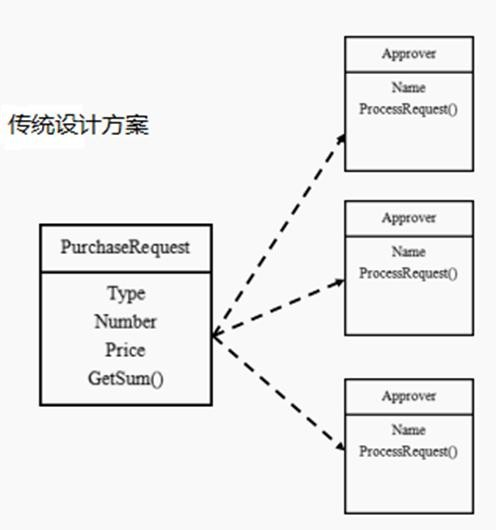 传统设计方案
PurchaseRequest
Type
Number
Price
GetSum()
Approver
Name
ProcessRequest()
Approver
Name
ProcessRequest()
Approver
Name
ProcessRequest()